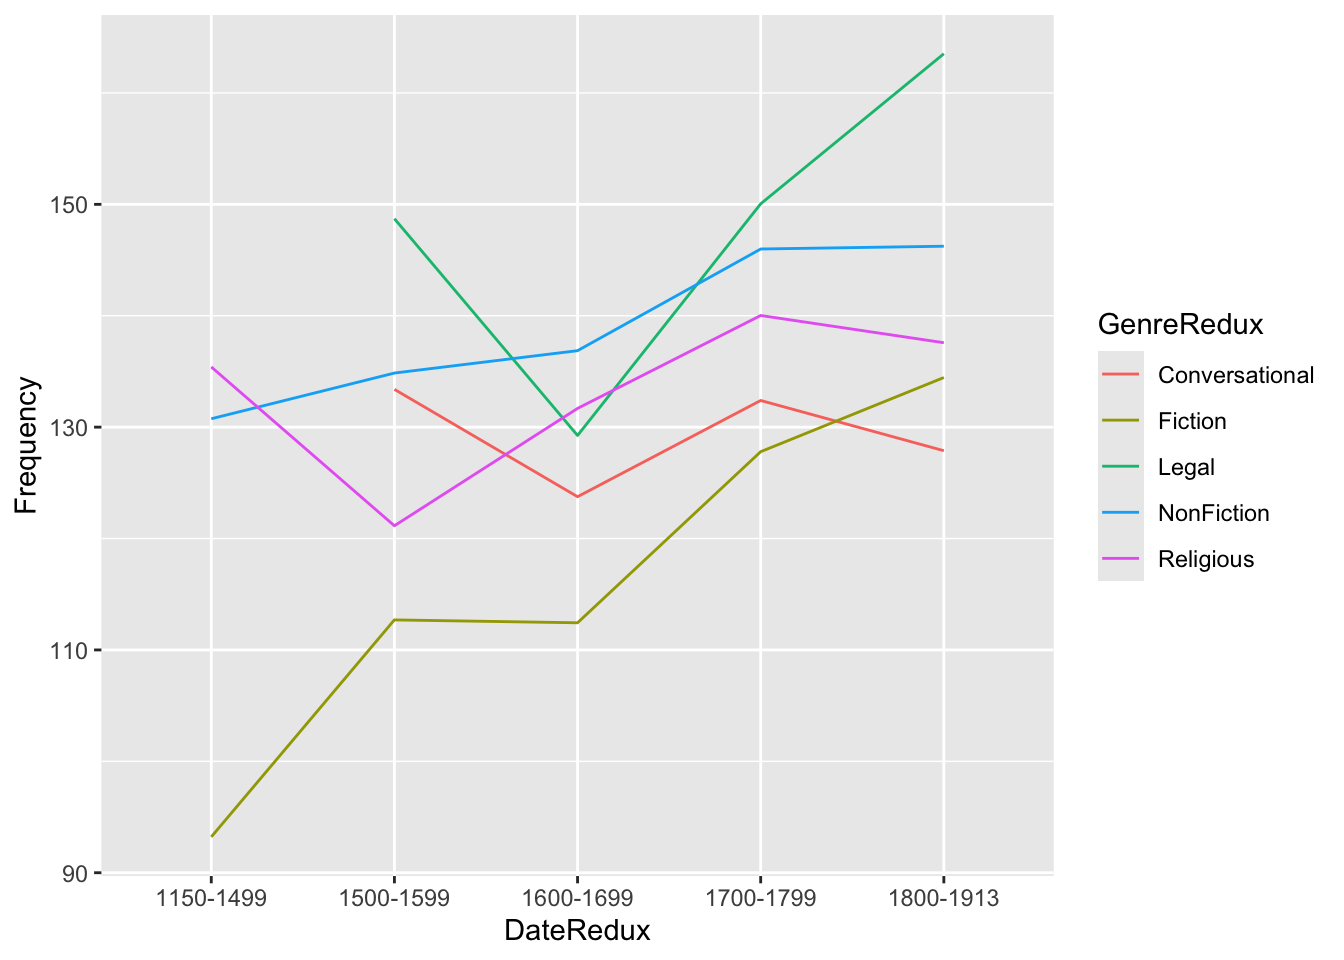 Frequency
150
130
110
90
1150-1499 1500-1599 1600-1699 1700-1799 1800-1913
DateRedux
GenreRedux
Conversational
Fiction
Legal
NonFiction
Religious